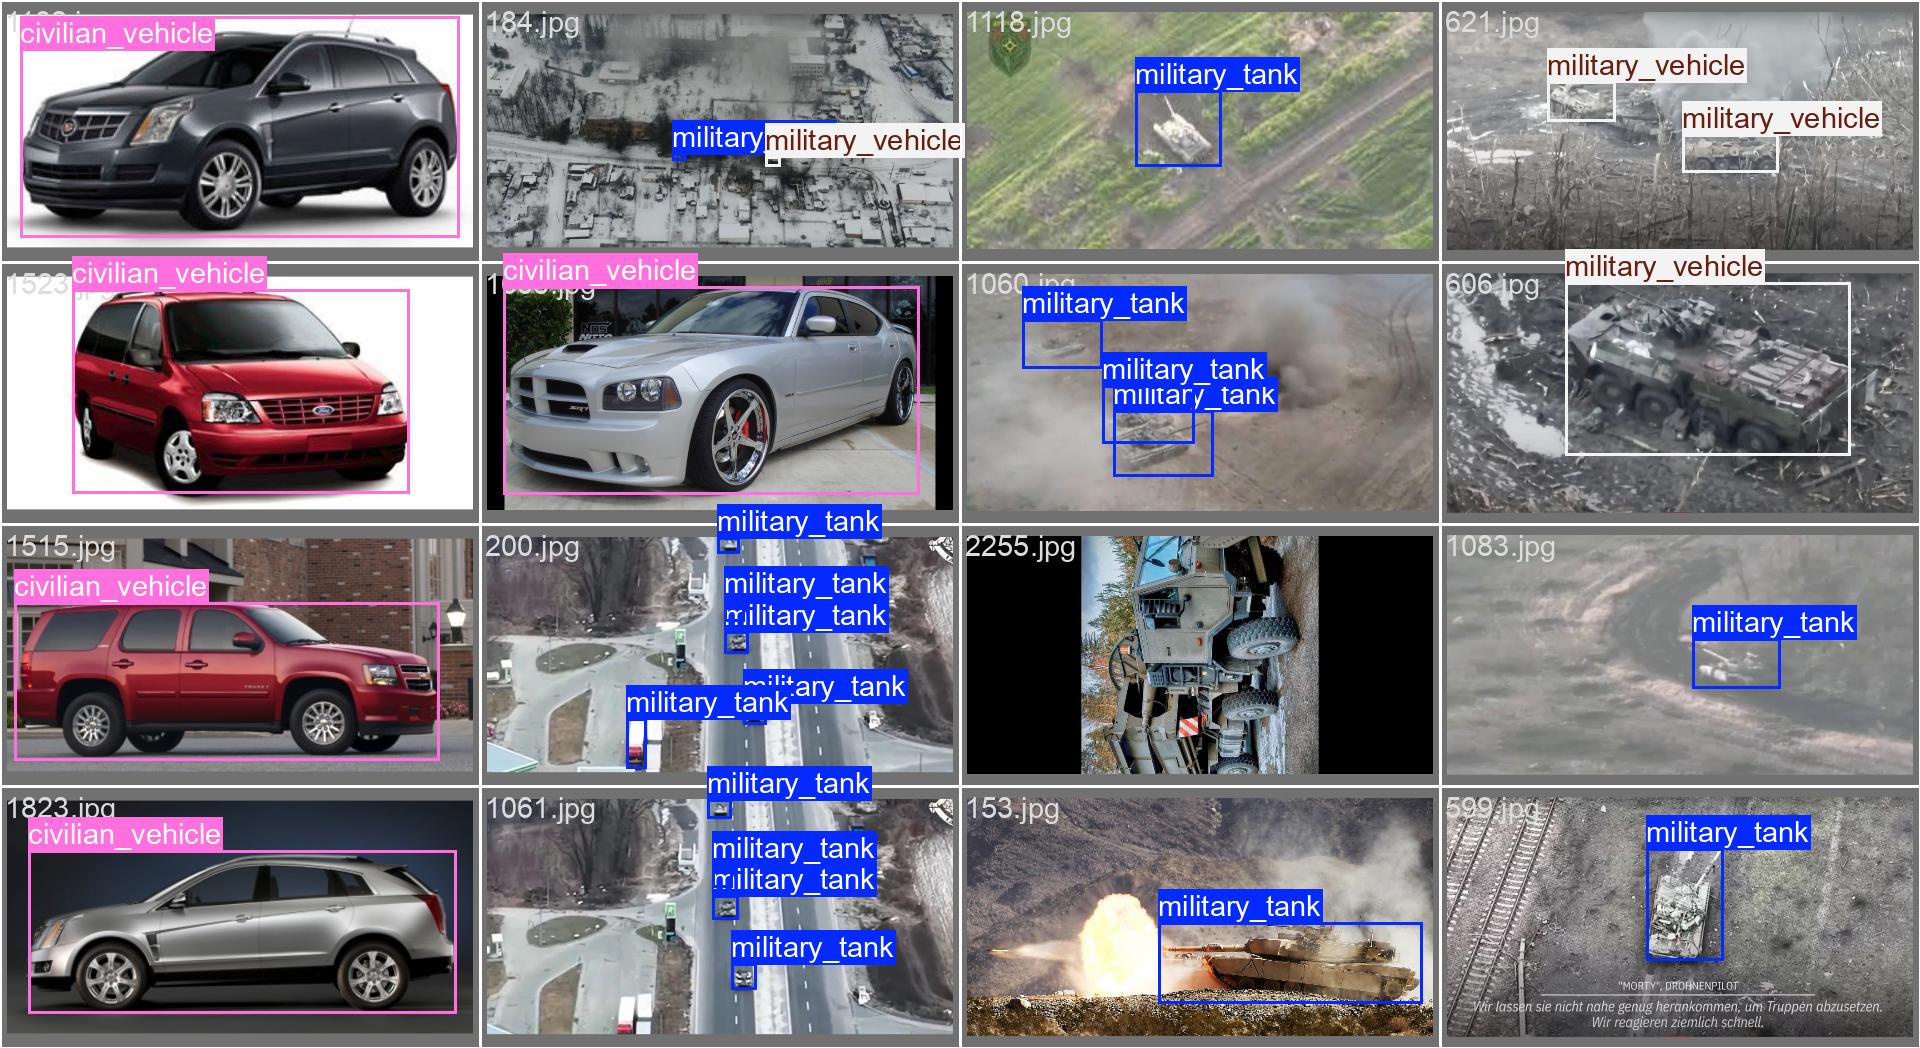 civilian_vehicle
184.jpg
military
military_vehicle
1118.jpg
military_tank
621.jpg
military_vehicle
military_vehicle
civilian_vehicle
civilian_vehicle
1060.jpg
military_tank
military_tank
military_tank
606.jpg
military_vehicle
1515.jpg
civilian_vehicle
200.jpg
military_tank
military_tank
military_tank
military_tank
military_tank
2255.jpg
1083.jpg
military_tank
1823.jpg
civilian_vehicle
1061.jpg
military_tank
military_tank
military_tank
military_tank
153.jpg
military_tank
599.jpg
military_tank
"MORTY", DROHNENPILOT
Wir lassen sie nicht nahe genug herankommen, um Truppen abzusetzen.
Wir reagieren ziemlich schnell.